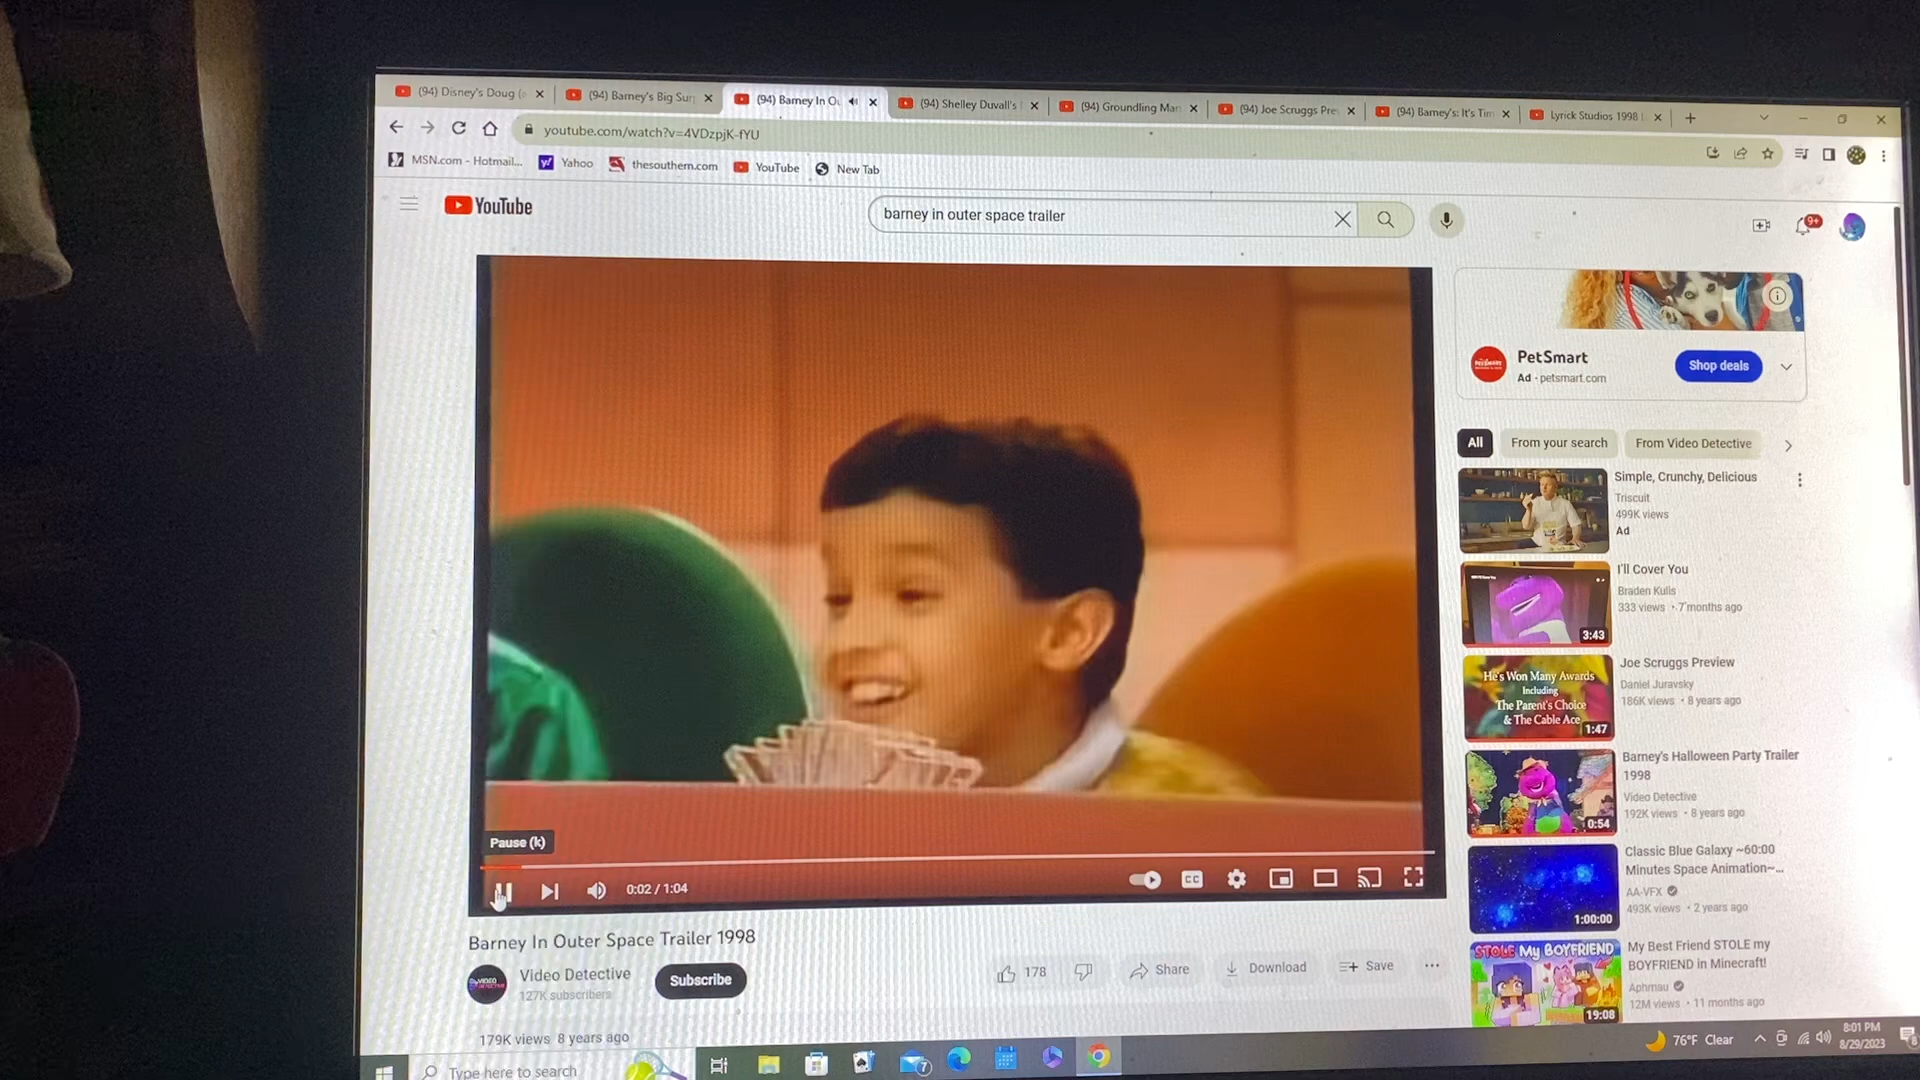 (94) Disney's Doug (
(94) Barney's Big Sur
(94) Barney In Ou
(94) Shelley Duvall's
(94) Groundling Mar
(94) Joe Scruggs Pre
(94) Barney's: It's Tim
Lyrick Studios 1998
youtube.com/watch?v=4VDzpjK-fYU
MSN.com - Hotmail...
Yahoo
thesouthern.com
YouTube
New Tab
YouTube
barney in outer space trailer
9+
PetSmart
Ad · petsmart.com
Shop deals
All
From your search
From Video Detective
Simple, Crunchy, Delicious
Triscuit
499K views
Ad
I'll Cover You
Braden Kulis
333 views · 7 months ago
3:43
He's Won Many Awards
Including
The Parent's Choice
& The Cable Ace
1:47
Joe Scruggs Preview
Daniel Juravsky
186K views · 8 years ago
Barney's Halloween Party Trailer
1998
Video Detective
192K views · 8 years ago
0:54
Classic Blue Galaxy ~60:00
Minutes Space Animation~...
AA-VFX
493K views · 2 years ago
1:00:00
STOLE My BOYFRIEND
My Best Friend STOLE my
BOYFRIEND in Minecraft!
Aphmau
12M views · 11 months ago
19:08
Pause (k)
0:02 / 1:04
CC
Barney In Outer Space Trailer 1998
Video Detective
127K subscribers
Subscribe
178
Share
Download
Save
179K views 8 years ago
Type here to search
7
76°F Clear
8:01 PM
8/29/2023